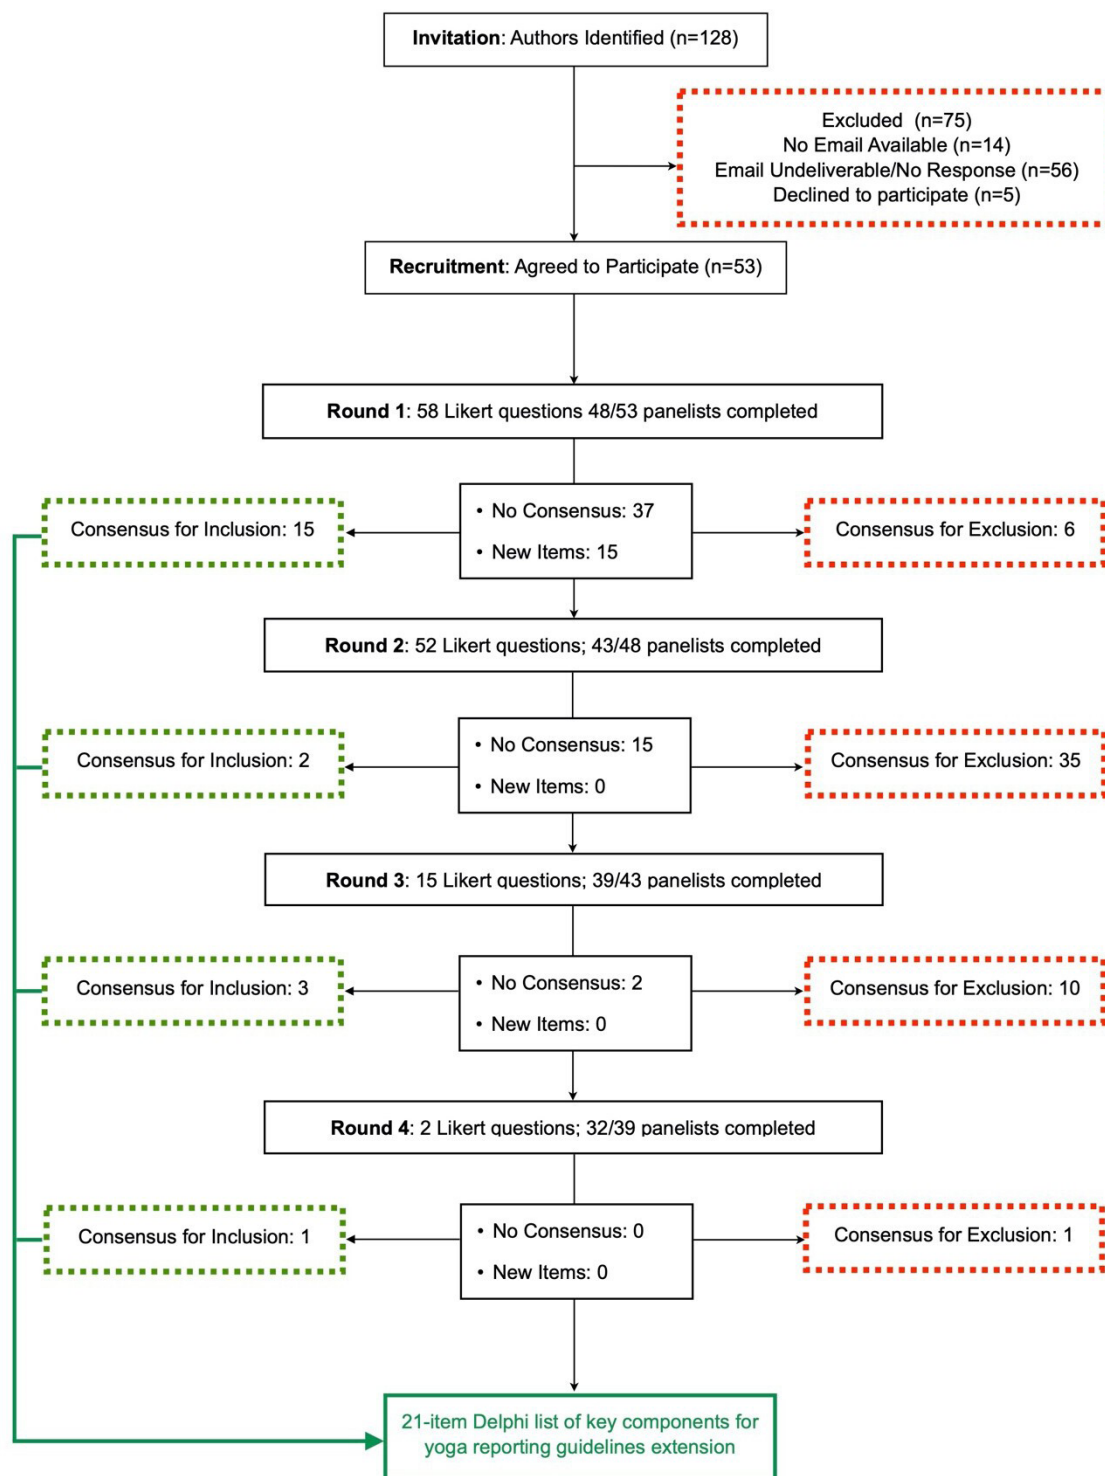 Invitation: Authors Identified (n=128)
Excluded (n=75)
No Email Available (n=14)
Email Undeliverable/No Response (n=56)
Declined to participate (n=5)
Recruitment: Agreed to Participate (n=53)
Round 1: 58 Likert questions 48/53 panelists completed
Consensus for Inclusion: 15
• No Consensus: 37
• New Items: 15
Consensus for Exclusion: 6
Round 2: 52 Likert questions; 43/48 panelists completed
Consensus for Inclusion: 2
• No Consensus: 15
• New Items: 0
Consensus for Exclusion: 35
Round 3: 15 Likert questions; 39/43 panelists completed
Consensus for Inclusion: 3
• No Consensus: 2
• New Items: 0
Consensus for Exclusion: 10
Round 4: 2 Likert questions; 32/39 panelists completed
Consensus for Inclusion: 1
• No Consensus: 0
• New Items: 0
Consensus for Exclusion: 1
21-item Delphi list of key components for
yoga reporting guidelines extension